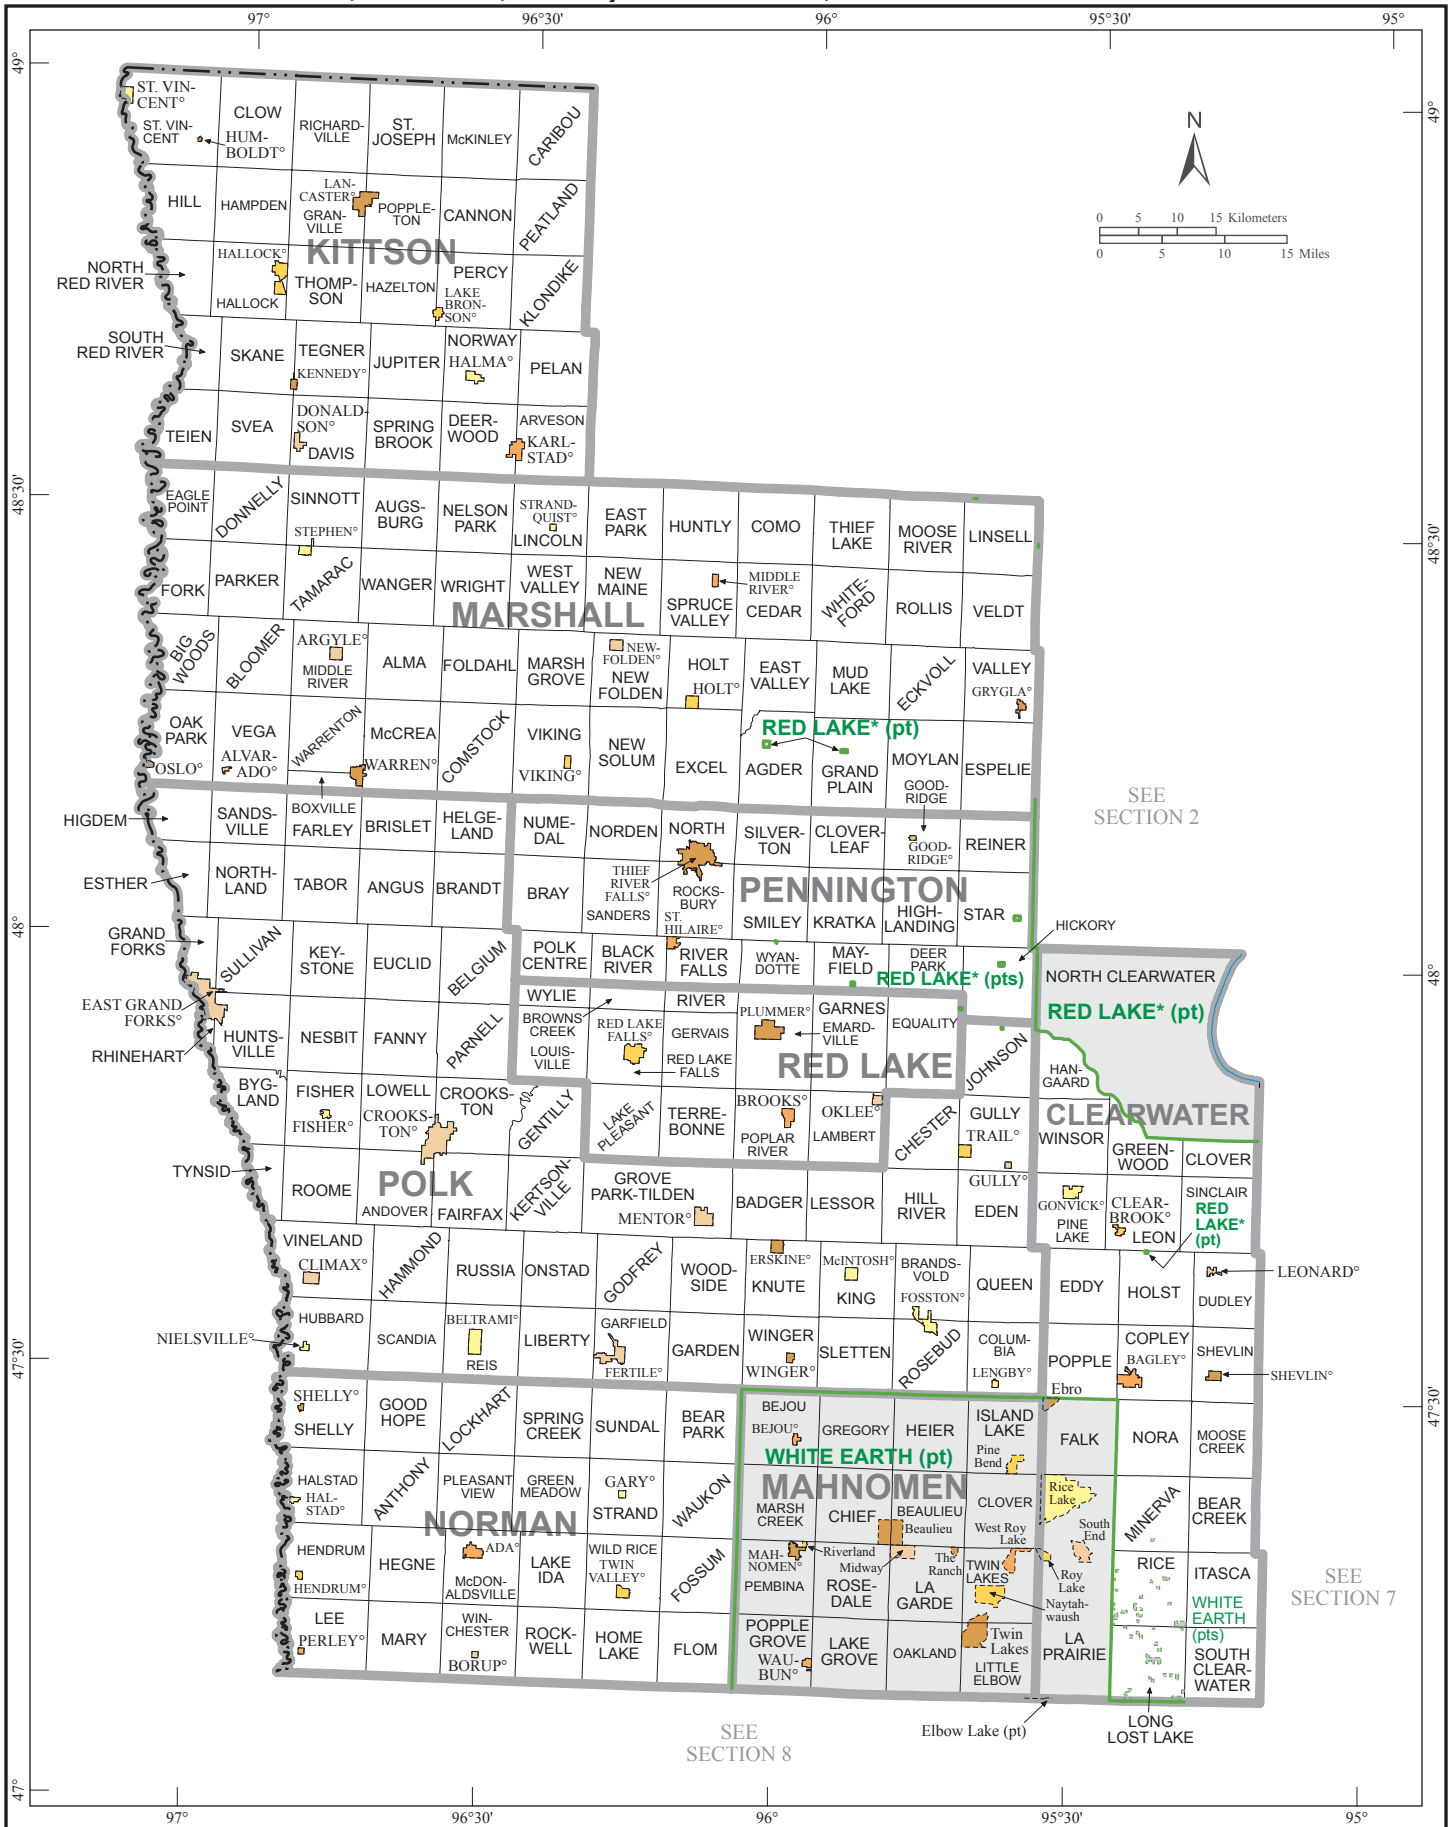 97°
96°30'
96°
95°30'
95°
49°
49°
ST. VIN-
CENT°
ST. VIN-
CENT
HUM-
BOLDT°
CLOW
RICHARD-
VILLE
ST.
JOSEPH
McKINLEY
CARIBOU
N
0 5 10 15 Kilometers
0 5 10 15 Miles
HILL
HAMPDEN
LAN-
CASTER°
GRAN-
VILLE
POPPLE-
TON
CANNON
PEATLAND
KITTSON
NORTH
RED RIVER
HALLOCK°
HALLOCK
THOMP-
SON
HAZELTON
PERCY
LAKE
BRON-
SON°
KLONDIKE
SOUTH
RED RIVER
SKANE
TEGNER
KENNEDY°
JUPITER
NORWAY
HALMA°
PELAN
TEIEN
SVEA
DONALD-
SON°
DAVIS
SPRING
BROOK
DEER-
WOOD
ARVESON
KARL-
STAD°
48°30'
48°30'
EAGLE
POINT
DONNELLY
SINNOTT
STEPHEN°
AUGS-
BURG
NELSON
PARK
STRAND-
QUIST°
LINCOLN
EAST
PARK
HUNTLY
COMO
THIEF
LAKE
MOOSE
RIVER
LINSELL
FORK
PARKER
TAMARAC
WANGER
WRIGHT
WEST
VALLEY
NEW
MAINE
SPRUCE
VALLEY
MIDDLE
RIVER°
CEDAR
WHITE-
FORD
ROLLIS
VELDT
MARSHALL
BIG
WOODS
BLOOMER
ARGYLE°
MIDDLE
RIVER
ALMA
FOLDAHL
MARSH
GROVE
NEW-
FOLDEN°
NEW
FOLDEN
HOLT
HOLT°
EAST
VALLEY
MUD
LAKE
ECKVOLL
VALLEY
GRYGLA°
OAK
PARK
OSLO°
VEGA
ALVAR-
ADO°
WARRENTON
McCREA
WARREN°
COMSTOCK
VIKING
VIKING°
NEW
SOLUM
EXCEL
RED LAKE* (pt)
AGDER
GRAND
PLAIN
MOYLAN
GOOD-
RIDGE
ESPELIE
SEE
SECTION 2
HIGDEM
SANDS-
VILLE
BOXVILLE
FARLEY
BRISLET
HELGE-
LAND
NUME-
DAL
NORDEN
NORTH
SILVER-
TON
CLOVER-
LEAF
GOOD-
RIDGE°
REINER
ESTHER
NORTH-
LAND
TABOR
ANGUS
BRANDT
BRAY
THIEF
RIVER
FALLS°
SANDERS
ROCKS-
BURY
PENNINGTON
SMILEY
KRATKA
HIGH-
LANDING
STAR
48°
48°
GRAND
FORKS
SULLIVAN
KEY-
STONE
EUCLID
BELGIUM
POLK
CENTRE
BLACK
RIVER
ST.
HILAIRE°
RIVER
FALLS
WYAN-
DOTTE
MAY-
FIELD
DEER
PARK
HICKORY
RED LAKE* (pts)
NORTH CLEARWATER
RED LAKE* (pt)
EAST GRAND
FORKS°
RHINEHART
HUNTS-
VILLE
NESBIT
FANNY
PARNELL
WYLIE
BROWNS
CREEK
LOUIS-
VILLE
RED LAKE
FALLS°
RIVER
GERVAIS
RED LAKE
FALLS
PLUMMER°
GARNES
EMARD-
VILLE
EQUALITY
RED LAKE
JOHNSON
HAN-
GAARD
CLEARWATER
BYG-
LAND
FISHER
FISHER°
LOWELL
CROOKS-
TON°
CROOKS-
TON
GENTILLY
LAKE
PLEASANT
TERRE-
BONNE
BROOKS°
POPLAR
RIVER
OKLEE°
LAMBERT
CHESTER
GULLY
TRAIL°
GULLY°
WINSOR
GREEN-
WOOD
CLOVER
TYNSID
ROOME
POLK
ANDOVER
FAIRFAX
KERTSON-
VILLE
GROVE
PARK-TILDEN
MENTOR°
BADGER
LESSOR
HILL
RIVER
EDEN
GONVICK°
PINE
LAKE
CLEAR-
BROOK°
LEON
SINCLAIR
RED
LAKE*
(pt)
VINELAND
CLIMAX°
HAMMOND
RUSSIA
ONSTAD
GODFREY
WOOD-
SIDE
ERSKINE°
KNUTE
McINTOSH°
KING
BRANDS-
VOLD
FOSSTON°
QUEEN
EDDY
HOLST
LEONARD°
DUDLEY
NIELSVILLE°
HUBBARD
SCANDIA
BELTRAMI°
REIS
LIBERTY
GARFIELD
FERTILE°
GARDEN
WINGER
WINGER°
SLETTEN
ROSEBUD
COLUM-
BIA
LENGBY°
POPPLE
COPLEY
BAGLEY°
SHEVLIN
SHEVLIN°
47°30'
47°30'
SHELLY°
SHELLY
GOOD
HOPE
LOCKHART
SPRING
CREEK
SUNDAL
BEAR
PARK
BEJOU
BEJOU°
GREGORY
HEIER
ISLAND
LAKE
Pine
Bend
Ebro
FALK
NORA
MOOSE
CREEK
WHITE EARTH (pt)
MAHNOMEN
HALSTAD
HAL-
STAD°
ANTHONY
PLEASANT
VIEW
GREEN
MEADOW
GARY°
STRAND
WAUKON
MARSH
CREEK
CHIEF
BEAULIEU
Beaulieu
CLOVER
West Roy
Lake
Rice
Lake
South
End
MINERVA
BEAR
CREEK
NORMAN
HENDRUM
HENDRUM°
HEGNE
ADA°
McDON-
ALDSVILLE
LAKE
IDA
WILD RICE
TWIN
VALLEY°
FOSSUM
MAH-
NOMEN°
PEMBINA
Riverland
Midway
ROSE-
DALE
The
Ranch
LA
GARDE
TWIN
LAKES
Roy
Lake
Naytah-
waush
RICE
ITASCA
WHITE
EARTH
(pts)
SEE
SECTION 7
LEE
PERLEY°
MARY
WIN-
CHESTER
BORUP°
ROCK-
WELL
HOME
LAKE
FLOM
POPPLE
GROVE
WAU-
BUN°
LAKE
GROVE
OAKLAND
Twin
Lakes
LITTLE
ELBOW
LA
PRAIRIE
SOUTH
CLEAR-
WATER
SEE
SECTION 8
Elbow Lake (pt)
LONG
LOST LAKE
47°
97°
96°30'
96°
95°30'
95°